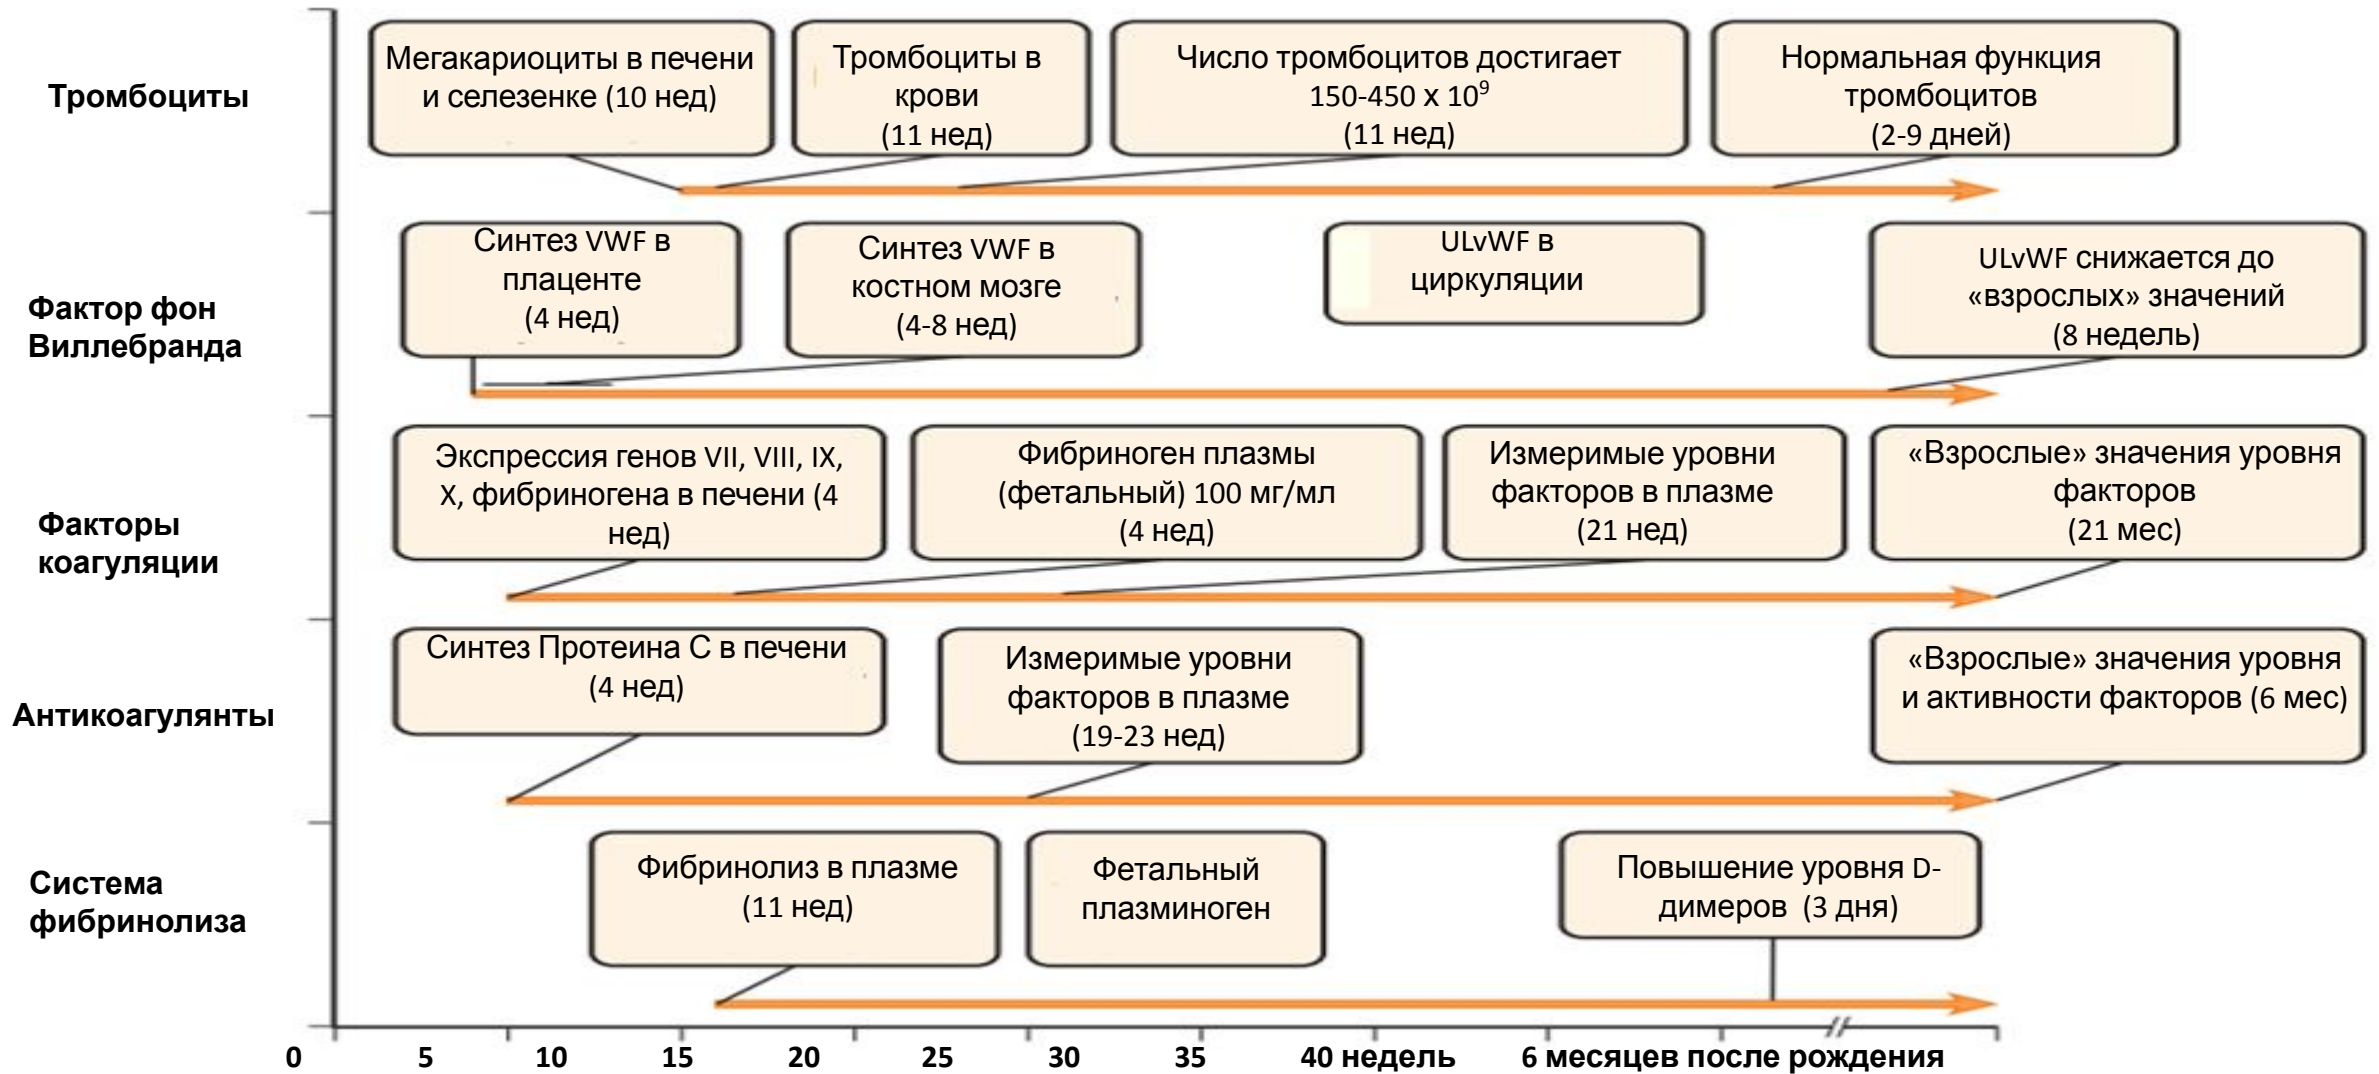 Тромбоциты
Мегакариоциты в печени
и селезенке (10 нед)
Тромбоциты в
крови
(11 нед)
Число тромбоцитов достигает
150-450 x 10⁹
(11 нед)
Нормальная функция
тромбоцитов
(2-9 дней)
Фактор фон
Виллебранда
Синтез VWF в
плаценте
(4 нед)
Синтез VWF в
костном мозге
(4-8 нед)
ULvWF в
циркуляции
ULvWF снижается до
«взрослых» значений
(8 недель)
Факторы
коагуляции
Экспрессия генов VII, VIII, IX,
X, фибриногена в печени (4
нед)
Фибриноген плазмы
(фетальный) 100 мг/мл
(4 нед)
Измеримые уровни
факторов в плазме
(21 нед)
«Взрослые» значения уровня
факторов
(21 мес)
Антикоагулянты
Синтез Протеина С в печени
(4 нед)
Измеримые уровни
факторов в плазме
(19-23 нед)
«Взрослые» значения уровня
и активности факторов (6 мес)
Система
фибринолиза
Фибринолиз в плазме
(11 нед)
Фетальный
плазминоген
Повышение уровня D-
димеров (3 дня)
0 5 10 15 20 25 30 35 40 недель 6 месяцев после рождения